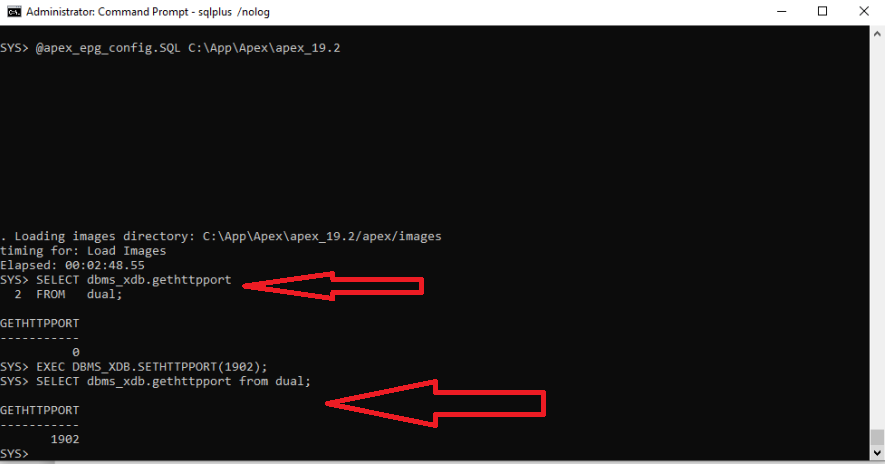 Administrator: Command Prompt - sqlplus /nolog
SYS> @apex_epg_config.SQL C:\App\Apex\apex_19.2
. Loading images directory: C:\App\Apex\apex_19.2/apex/images
timing for: Load Images
Elapsed: 00:02:48.55
SYS> SELECT dbms_xdb.gethttpport
  2  FROM   dual;
GETHTTPPORT
-----------
          0
SYS> EXEC DBMS_XDB.SETHTTPPORT(1902);
SYS> SELECT dbms_xdb.gethttpport from dual;
GETHTTPPORT
-----------
       1902
SYS>